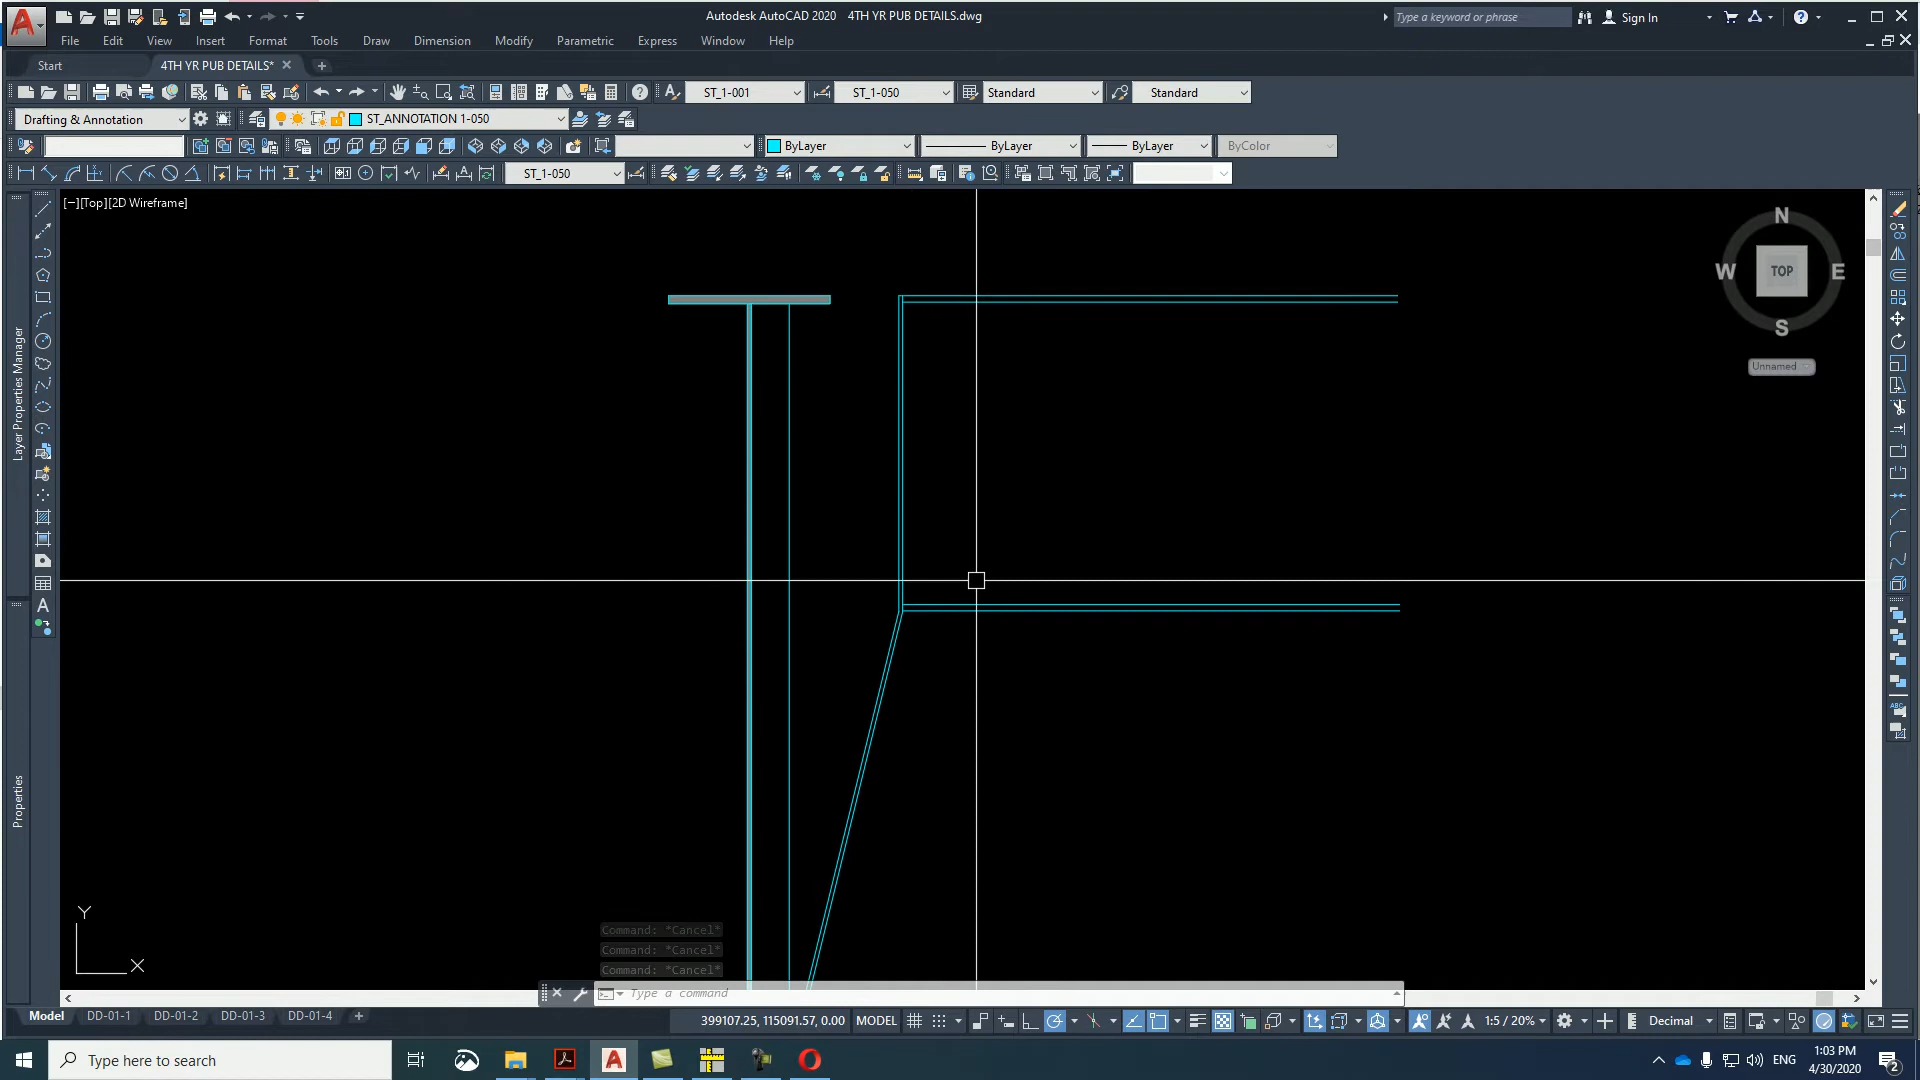 Autodesk AutoCAD 2020 4TH YR PUB DETAILS.dwg
Type a keyword or phrase
Sign In
File Edit View Insert Format Tools Draw Dimension Modify Parametric Express Window Help
Start
4TH YR PUB DETAILS*
ST_1-001
ST_1-050
Standard
Standard
Drafting & Annotation
ST_ANNOTATION 1-050
ByLayer
ByLayer
ByLayer
ByColor
ST_1-050
[−][Top][2D Wireframe]
N
W TOP E
S
Unnamed
Layer Properties Manager
Properties
Y
X
Command: *Cancel*
Command: *Cancel*
Command: *Cancel*
Type a command
Model DD-01-1 DD-01-2 DD-01-3 DD-01-4
399107.25, 115091.57, 0.00 MODEL
1:5 / 20%
Decimal
Type here to search
ENG
1:03 PM
4/30/2020
2